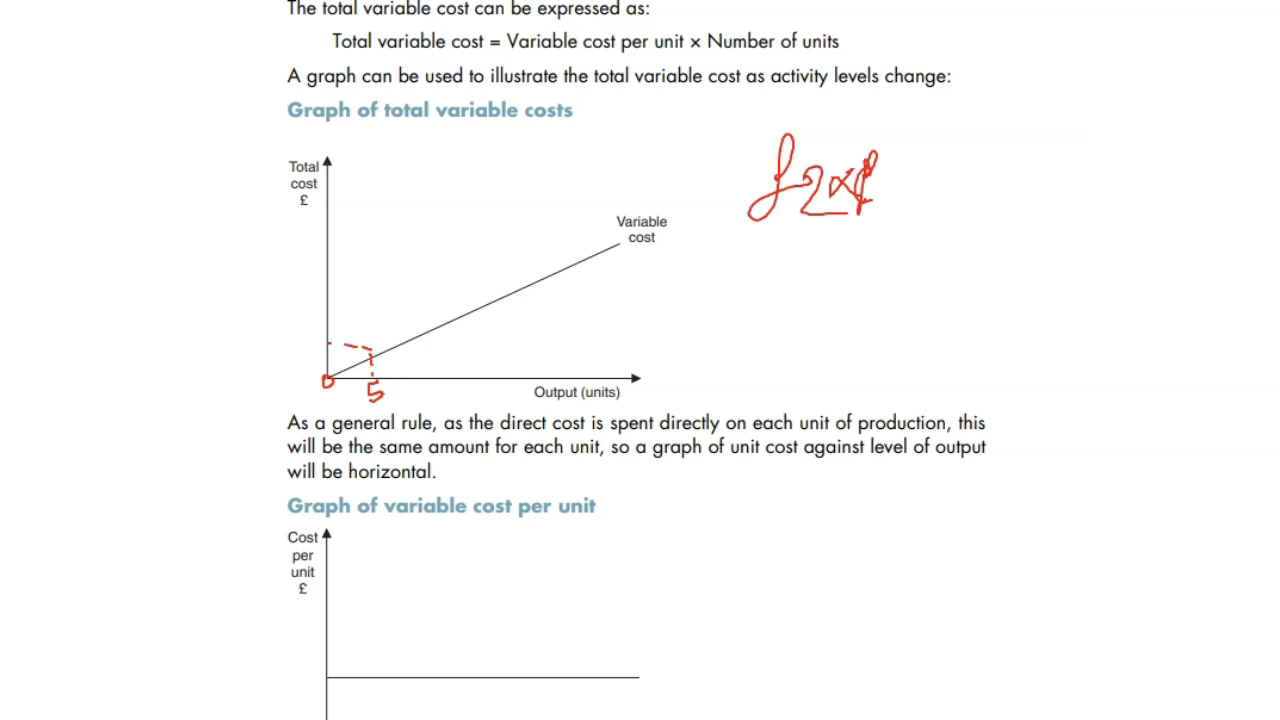 The total variable cost can be expressed as:
Total variable cost = Variable cost per unit × Number of units
A graph can be used to illustrate the total variable cost as activity levels change:
Graph of total variable costs
Total
cost
£
Variable
cost
£2×
0
5
Output (units)
As a general rule, as the direct cost is spent directly on each unit of production, this
will be the same amount for each unit, so a graph of unit cost against level of output
will be horizontal.
Graph of variable cost per unit
Cost
per
unit
£